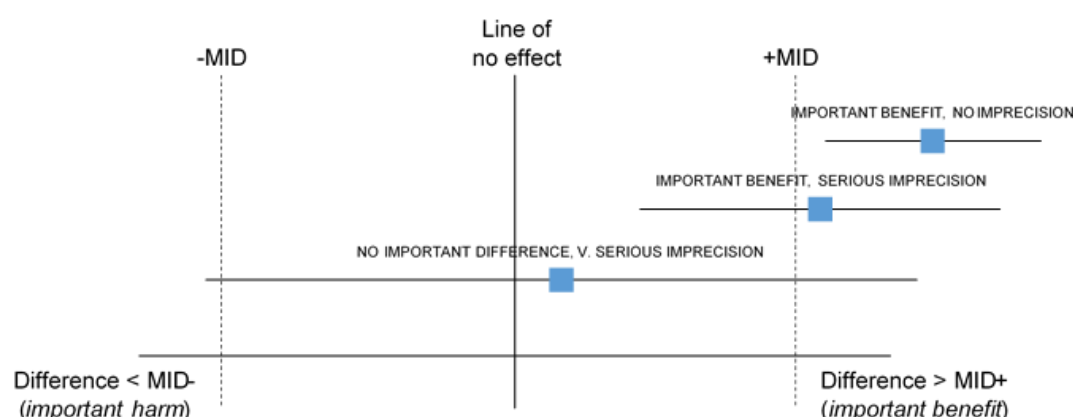 Line of
no effect
-MID
+MID
IMPORTANT BENEFIT, NO IMPRECISION
IMPORTANT BENEFIT, SERIOUS IMPRECISION
NO IMPORTANT DIFFERENCE, V. SERIOUS IMPRECISION
Difference < MID-
(important harm)
Difference > MID+
(important benefit)